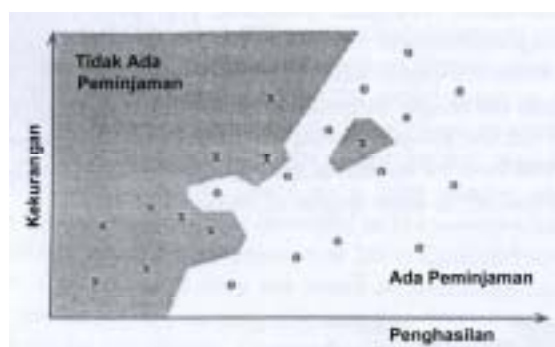 Tidak Ada
Peminjaman
Kekurangan
Ada Peminjaman
Penghasilan